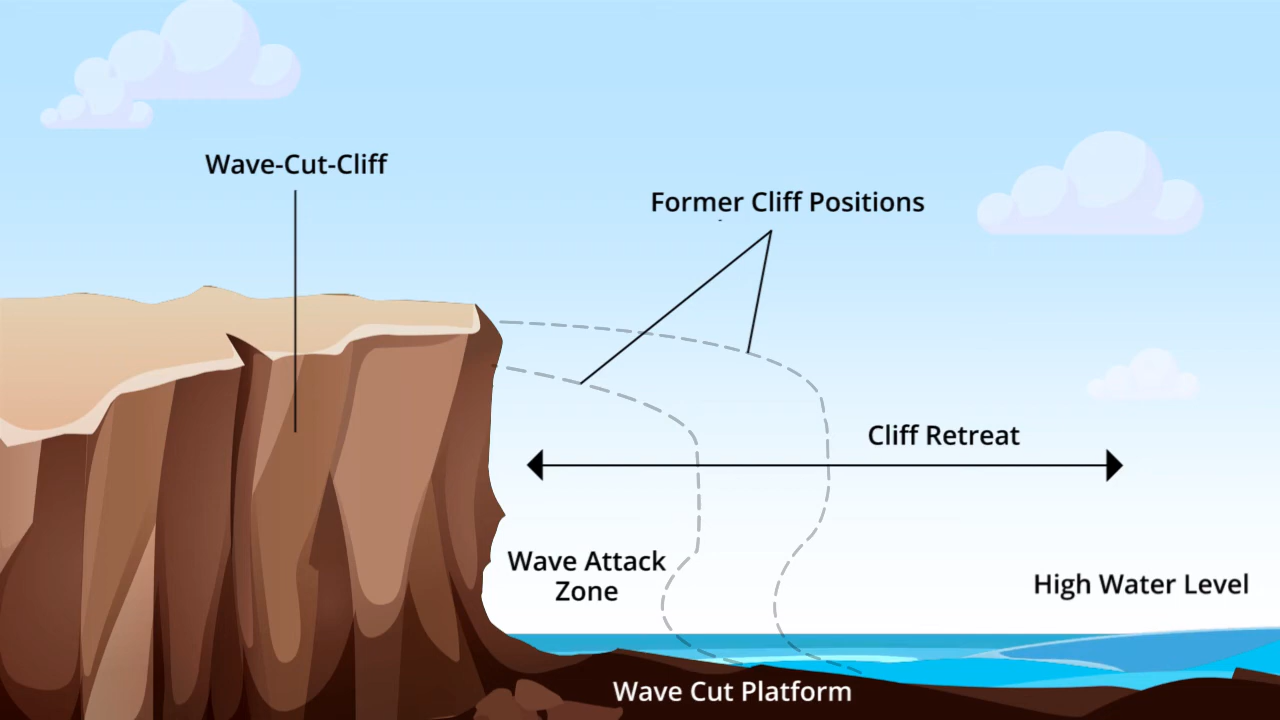 Wave-Cut-Cliff
Former Cliff Positions
Cliff Retreat
Wave Attack
Zone
High Water Level
Wave Cut Platform